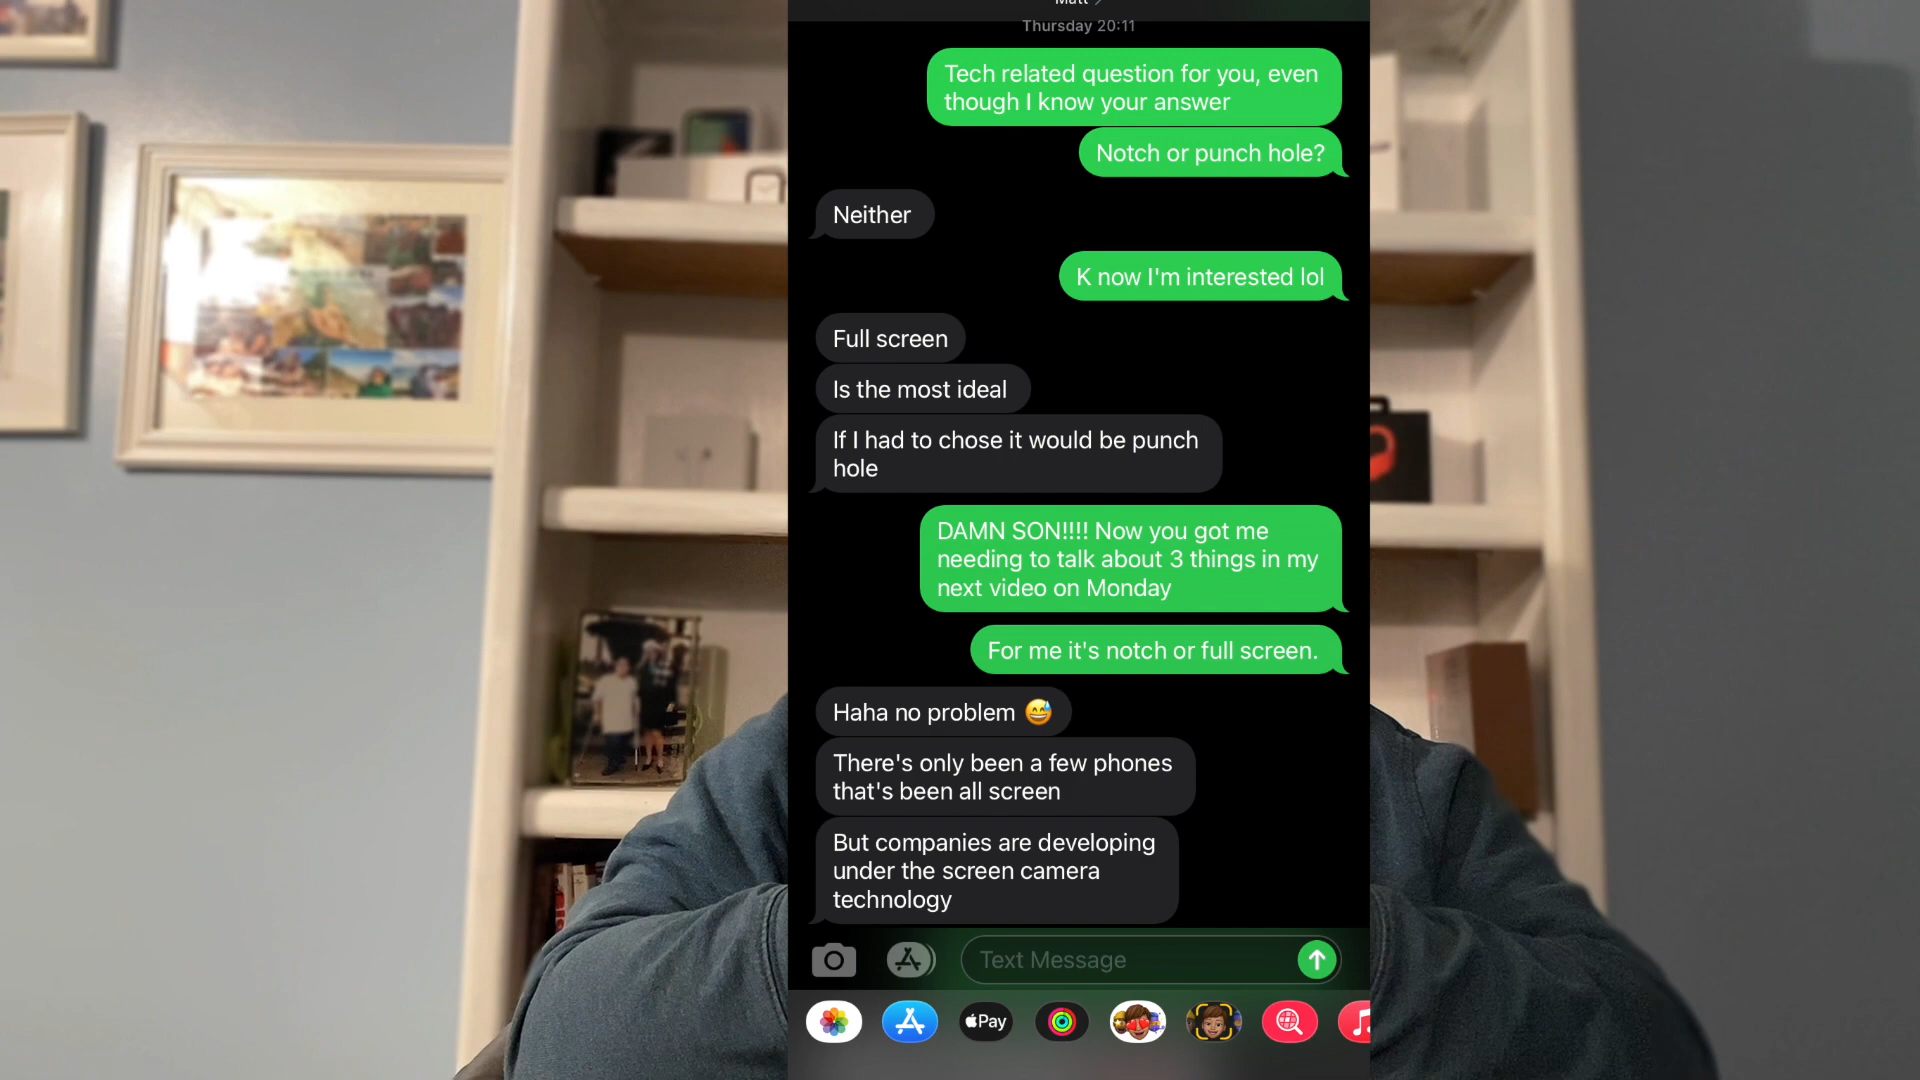 Matt
Thursday 20:11
Tech related question for you, even
though I know your answer
Notch or punch hole?
Neither
K now I'm interested lol
Full screen
Is the most ideal
If I had to chose it would be punch
hole
DAMN SON!!!! Now you got me
needing to talk about 3 things in my
next video on Monday
For me it's notch or full screen.
Haha no problem 😅
There's only been a few phones
that's been all screen
But companies are developing
under the screen camera
technology
Text Message
Pay